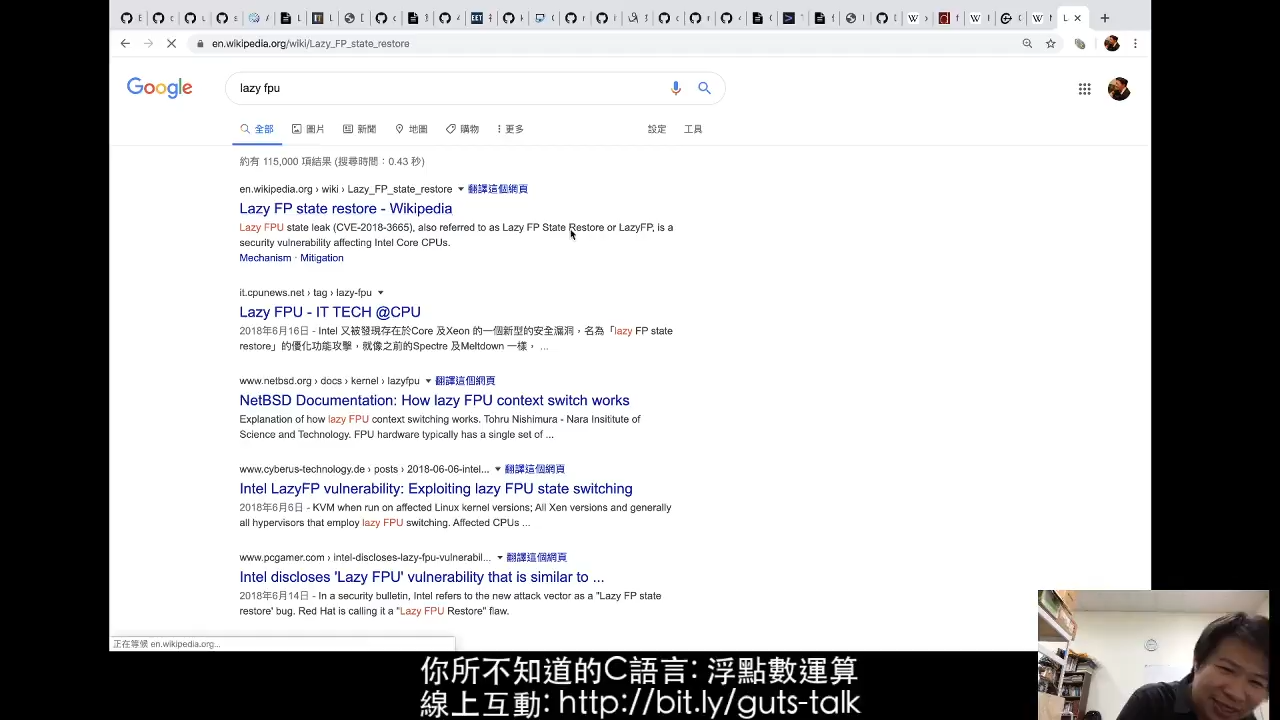 en.wikipedia.org/wiki/Lazy_FP_state_restore
Google
lazy fpu
全部
圖片
新聞
地圖
購物
更多
設定
工具
約有 115,000 項結果 (搜尋時間：0.43 秒)
en.wikipedia.org › wiki › Lazy_FP_state_restore 翻譯這個網頁
Lazy FP state restore - Wikipedia
Lazy FPU state leak (CVE-2018-3665), also referred to as Lazy FP State Restore or LazyFP, is a
security vulnerability affecting Intel Core CPUs.
Mechanism · Mitigation
it.cpunews.net › tag › lazy-fpu
Lazy FPU - IT TECH @CPU
2018年6月16日 - Intel 又被發現存在於Core 及Xeon 的一個新型的安全漏洞，名為「lazy FP state
restore」的優化功能攻擊，就像之前的Spectre 及Meltdown 一樣， ...
www.netbsd.org › docs › kernel › lazyfpu 翻譯這個網頁
NetBSD Documentation: How lazy FPU context switch works
Explanation of how lazy FPU context switching works. Tohru Nishimura - Nara Insititute of
Science and Technology. FPU hardware typically has a single set of ...
www.cyberus-technology.de › posts › 2018-06-06-intel... 翻譯這個網頁
Intel LazyFP vulnerability: Exploiting lazy FPU state switching
2018年6月6日 - KVM when run on affected Linux kernel versions; All Xen versions and generally
all hypervisors that employ lazy FPU switching. Affected CPUs ...
www.pcgamer.com › intel-discloses-lazy-fpu-vulnerabil... 翻譯這個網頁
Intel discloses 'Lazy FPU' vulnerability that is similar to ...
2018年6月14日 - In a security bulletin, Intel refers to the new attack vector as a "Lazy FP state
restore' bug. Red Hat is calling it a "Lazy FPU Restore" flaw.
正在等候 en.wikipedia.org...
你所不知道的C語言: 浮點數運算
線上互動: http://bit.ly/guts-talk